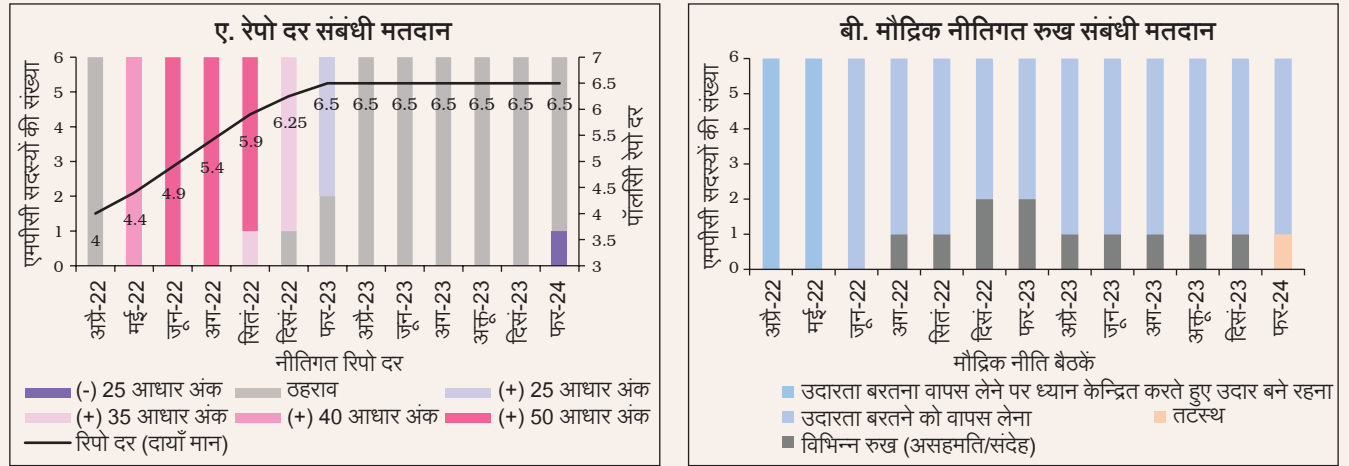 ए. रेपो दर संबंधी मतदान
एमपीसी सदस्यों की संख्या
6
5
4
3
2
1
0
7
6.5
6
5.5
5
4.5
4
3.5
3
पॉलिसी रेपो दर
4
4.4
4.9
5.4
5.9
6.25
6.5
6.5
6.5
6.5
6.5
6.5
6.5
अप्रै-22
मई-22
जून-22
अग-22
सितं-22
दिसं-22
फर-23
अप्रै-23
जून-23
अग-23
अक्तू-23
दिसं-23
फर-24
नीतिगत रिपो दर
(-) 25 आधार अंक
ठहराव
(+) 25 आधार अंक
(+) 35 आधार अंक
(+) 40 आधार अंक
(+) 50 आधार अंक
रिपो दर (दायाँ मान)
बी. मौद्रिक नीतिगत रुख संबंधी मतदान
एमपीसी सदस्यों की संख्या
6
5
4
3
2
1
0
अप्रै-22
मई-22
जून-22
अग-22
सितं-22
दिसं-22
फर-23
अप्रै-23
जून-23
अग-23
अक्तू-23
दिसं-23
फर-24
मौद्रिक नीति बैठकें
उदारता बरतना वापस लेने पर ध्यान केन्द्रित करते हुए उदार बने रहना
उदारता बरतने को वापस लेना
तटस्थ
विभिन्न रुख (असहमति/संदेह)